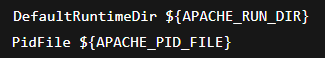 DefaultRuntimeDir ${APACHE_RUN_DIR}
PidFile ${APACHE_PID_FILE}